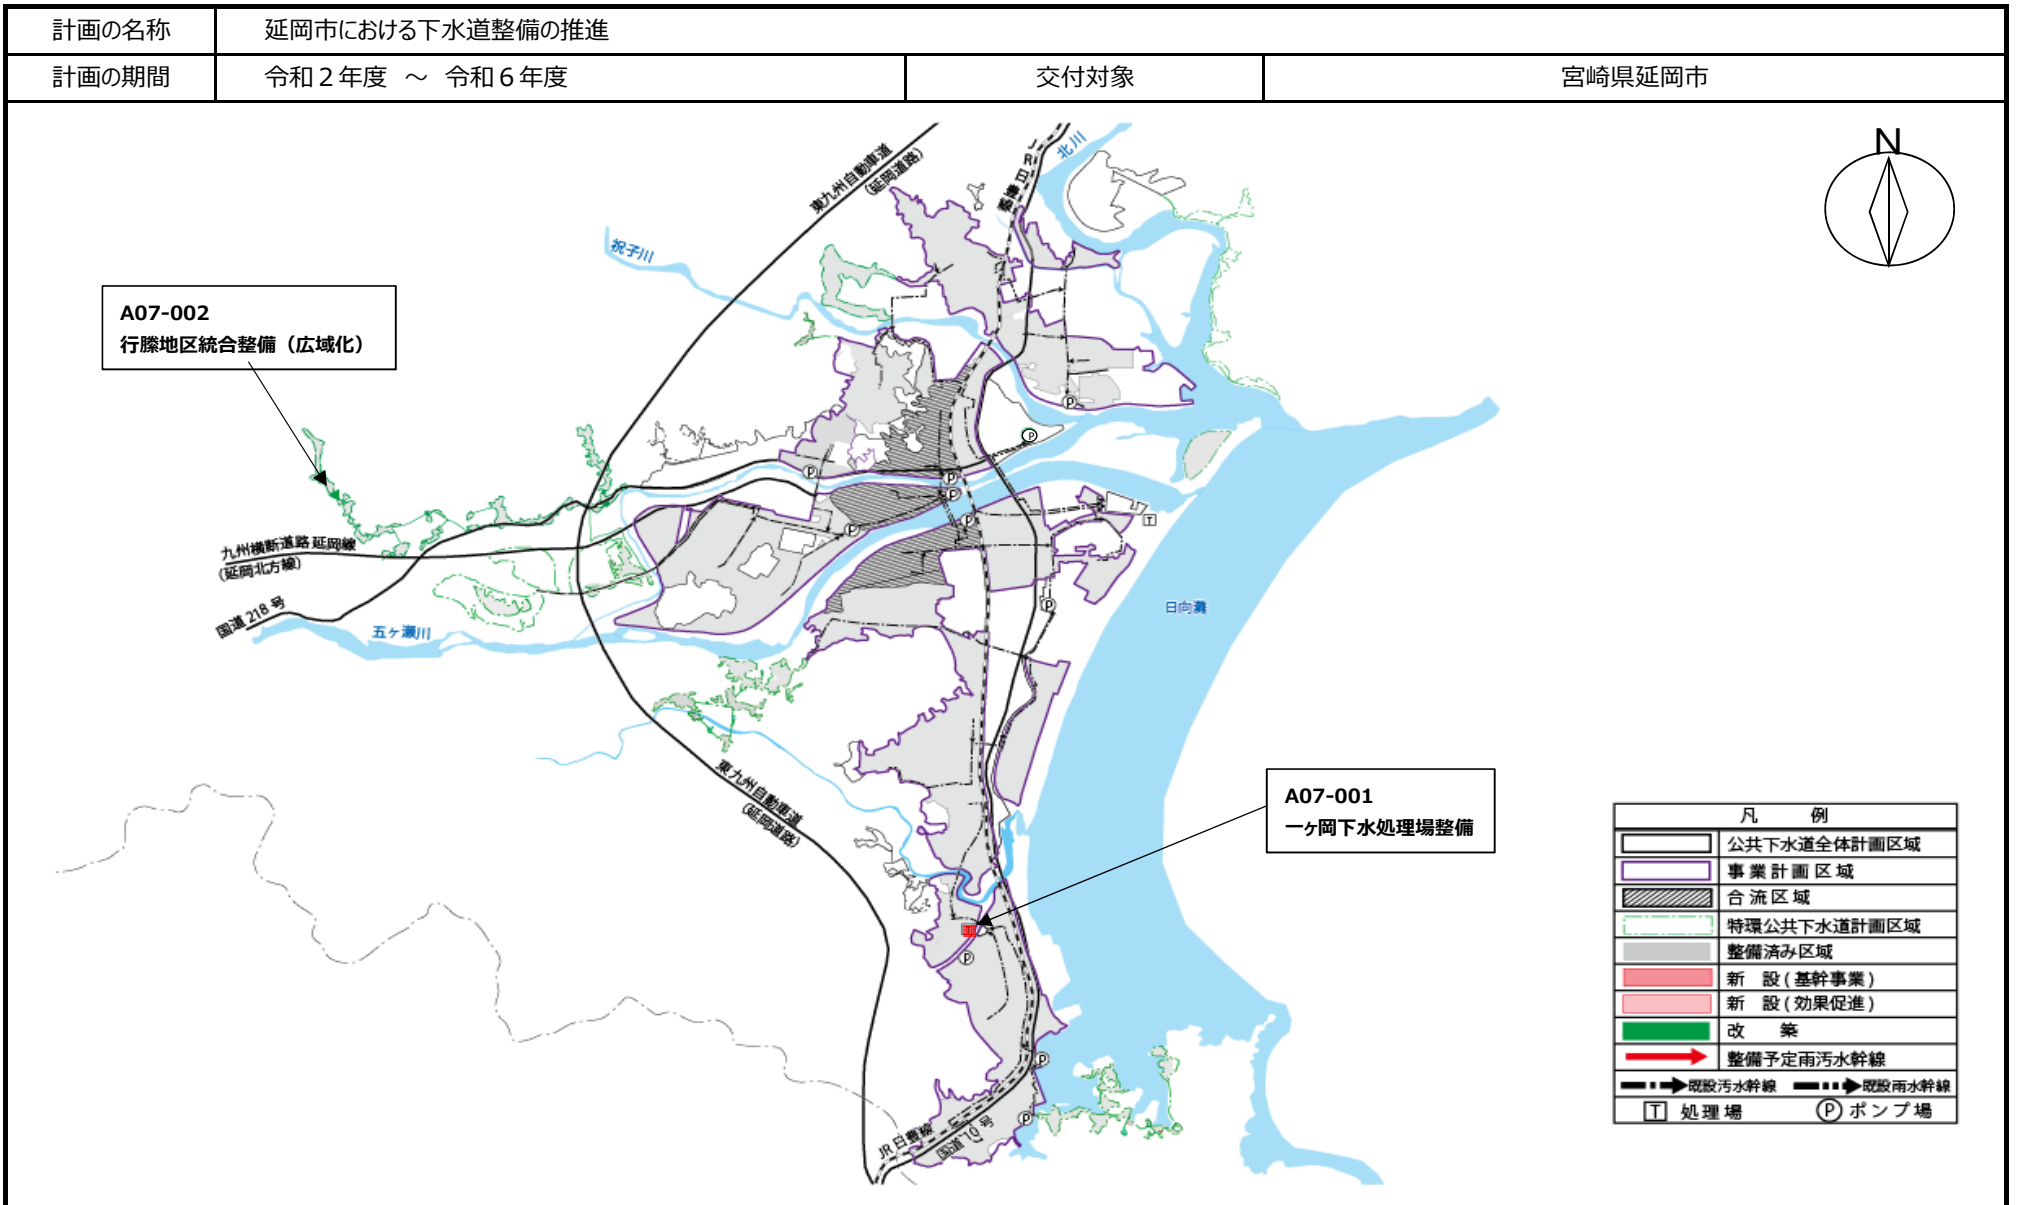 計画の名称
延岡市における下水道整備の推進
計画の期間
令和２年度 ～ 令和６年度
交付対象
宮崎県延岡市
N
東九州自動車道
(延岡道路)
JR日豊線
北川
祝子川
A07-002
行縢地区統合整備（広域化）
九州横断道路 延岡線
(延岡北方線)
国道 218 号
五ヶ瀬川
日向灘
東九州自動車道
(延岡道路)
A07-001
一ヶ岡下水処理場整備
JR 日豊線
国道 10 号
P
P
P
P
P
P
P
P
P
P
P
T
凡 例
公共下水道全体計画区域
事業計画区域
合流区域
特環公共下水道計画区域
整備済み区域
新 設(基幹事業)
新 設(効果促進)
改 築
整備予定雨汚水幹線
既設汚水幹線 既設雨水幹線
T 処理場 P ポンプ場